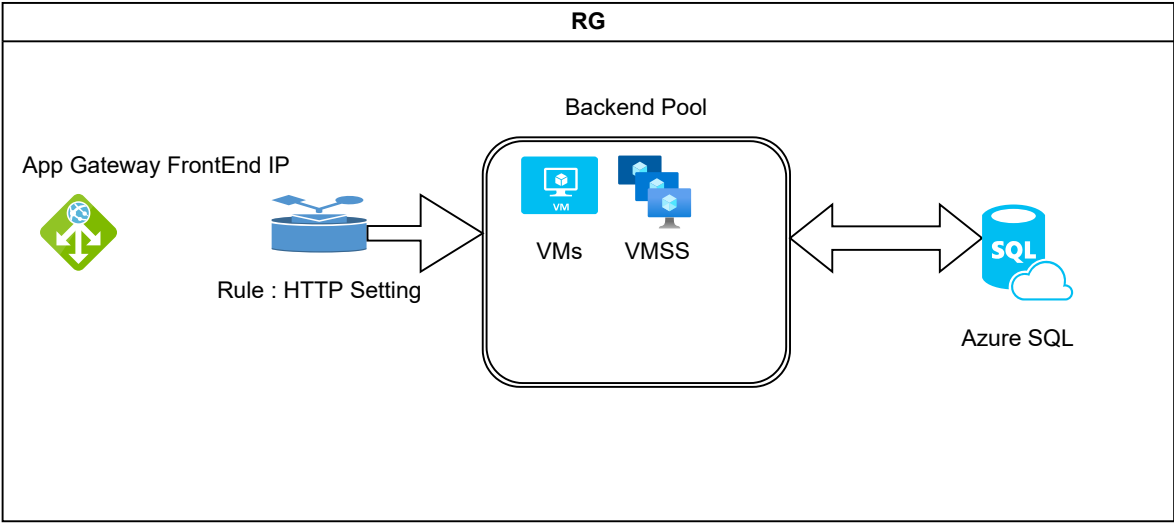 RG
Backend Pool
App Gateway FrontEnd IP
VM
VMs
VMSS
Rule : HTTP Setting
SQL
Azure SQL